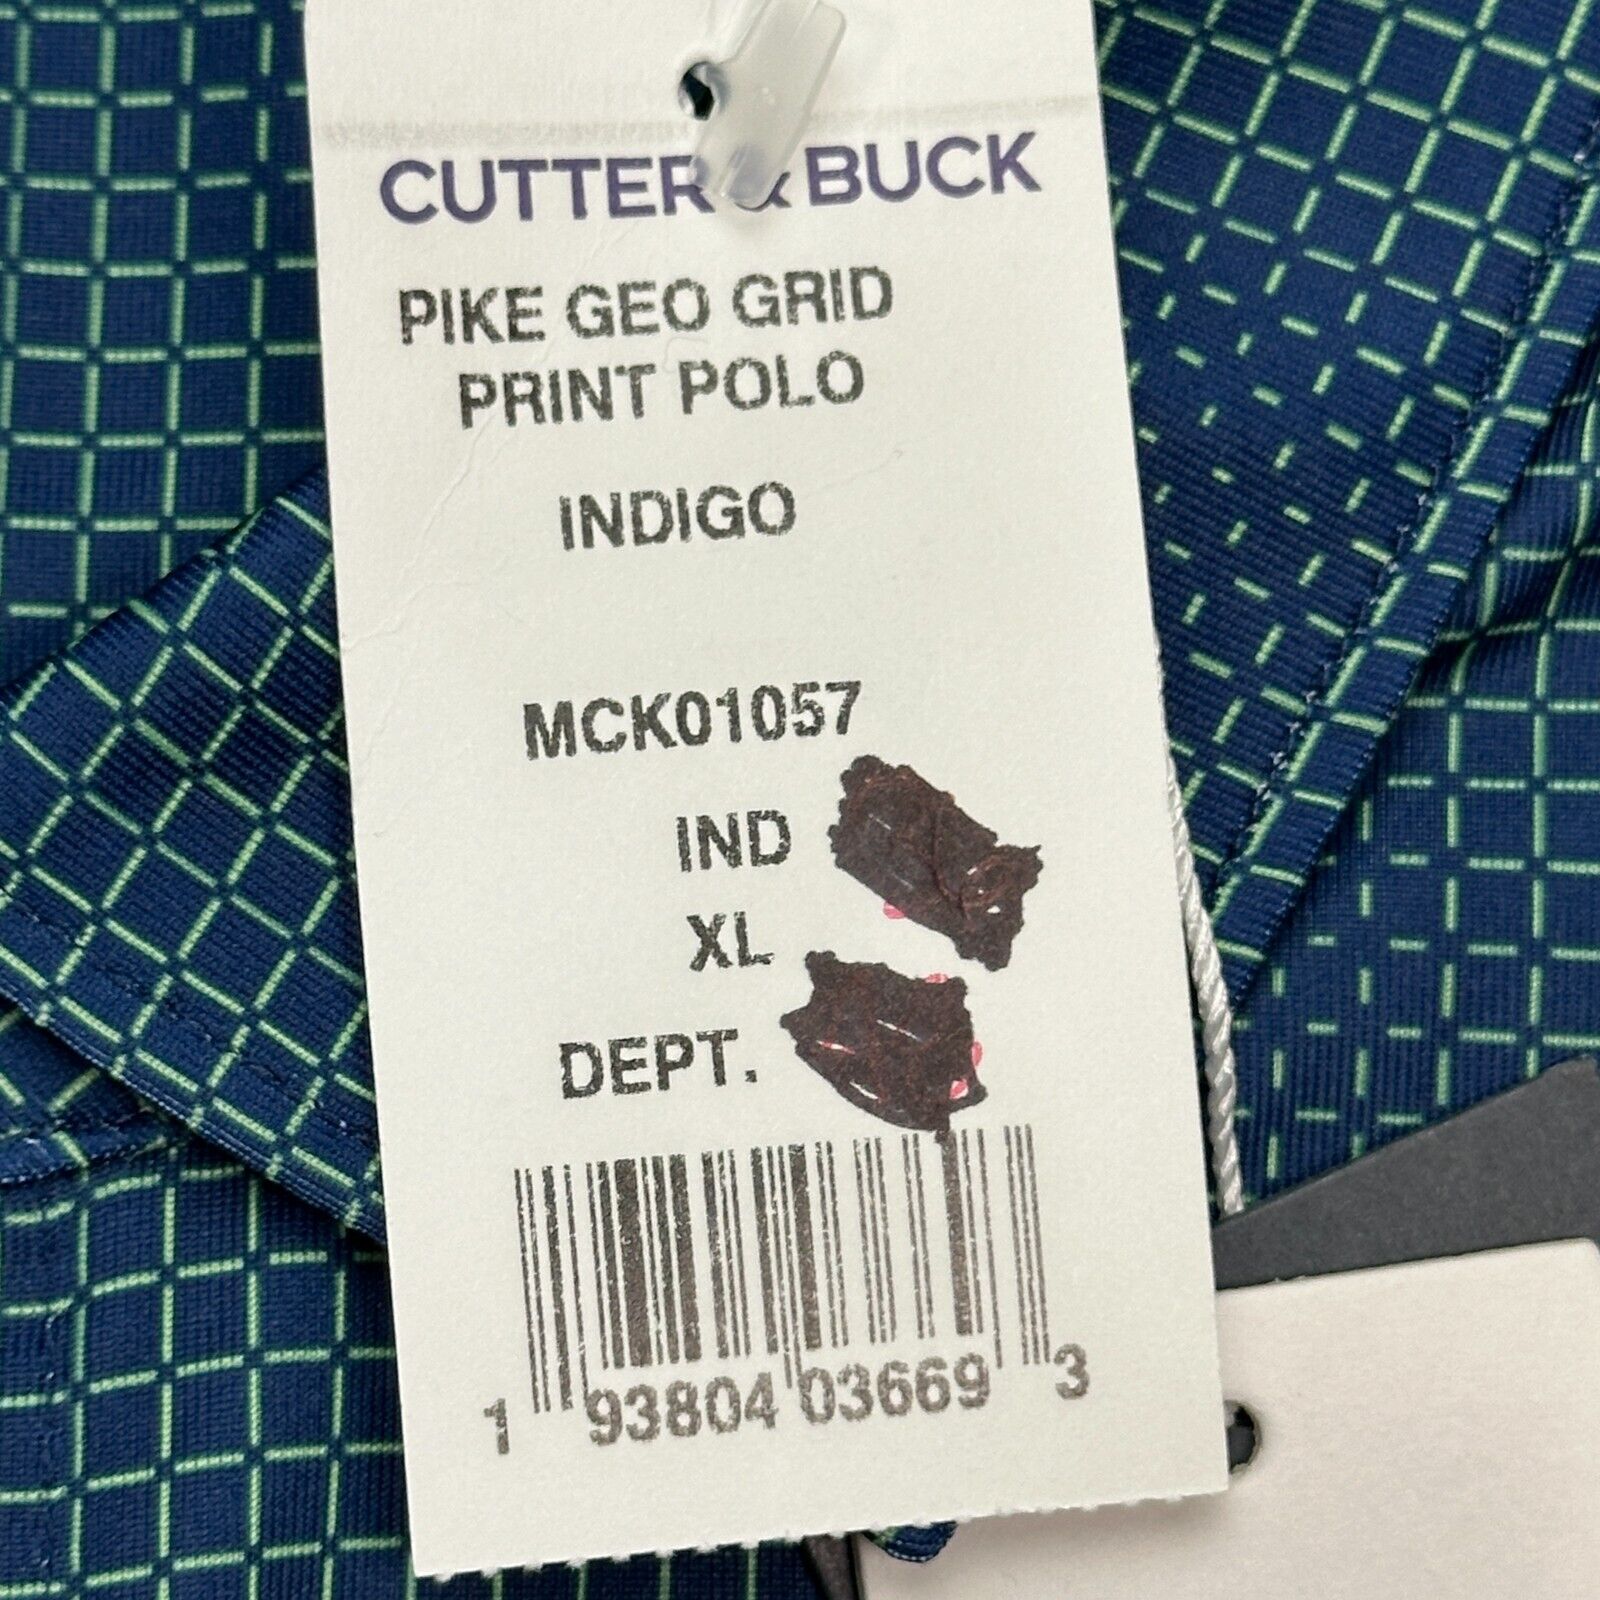 CUTTER & BUCK
PIKE GEO GRID
PRINT POLO
INDIGO
MCK01057
IND
XL
DEPT.
1 93804 03669 3